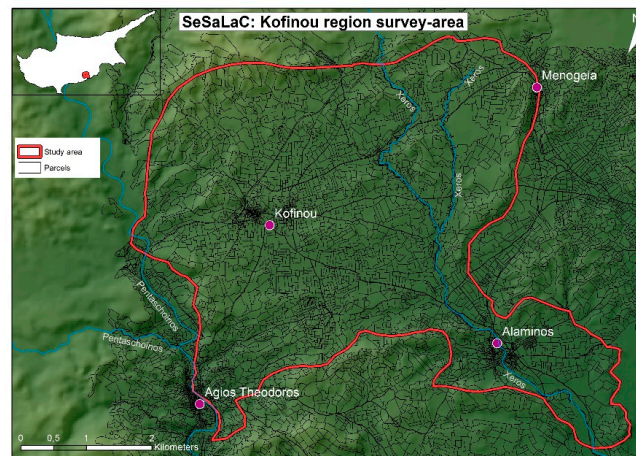 SeSaLaC: Kofinou region survey-area
N
Menogeia
Xeros
Xeros
Study area
Parcels
Kofinou
Pentaschoinos
Pentaschoinos
Alaminos
Xeros
Agios Theodoros
0 0,5 1 2
Kilometers